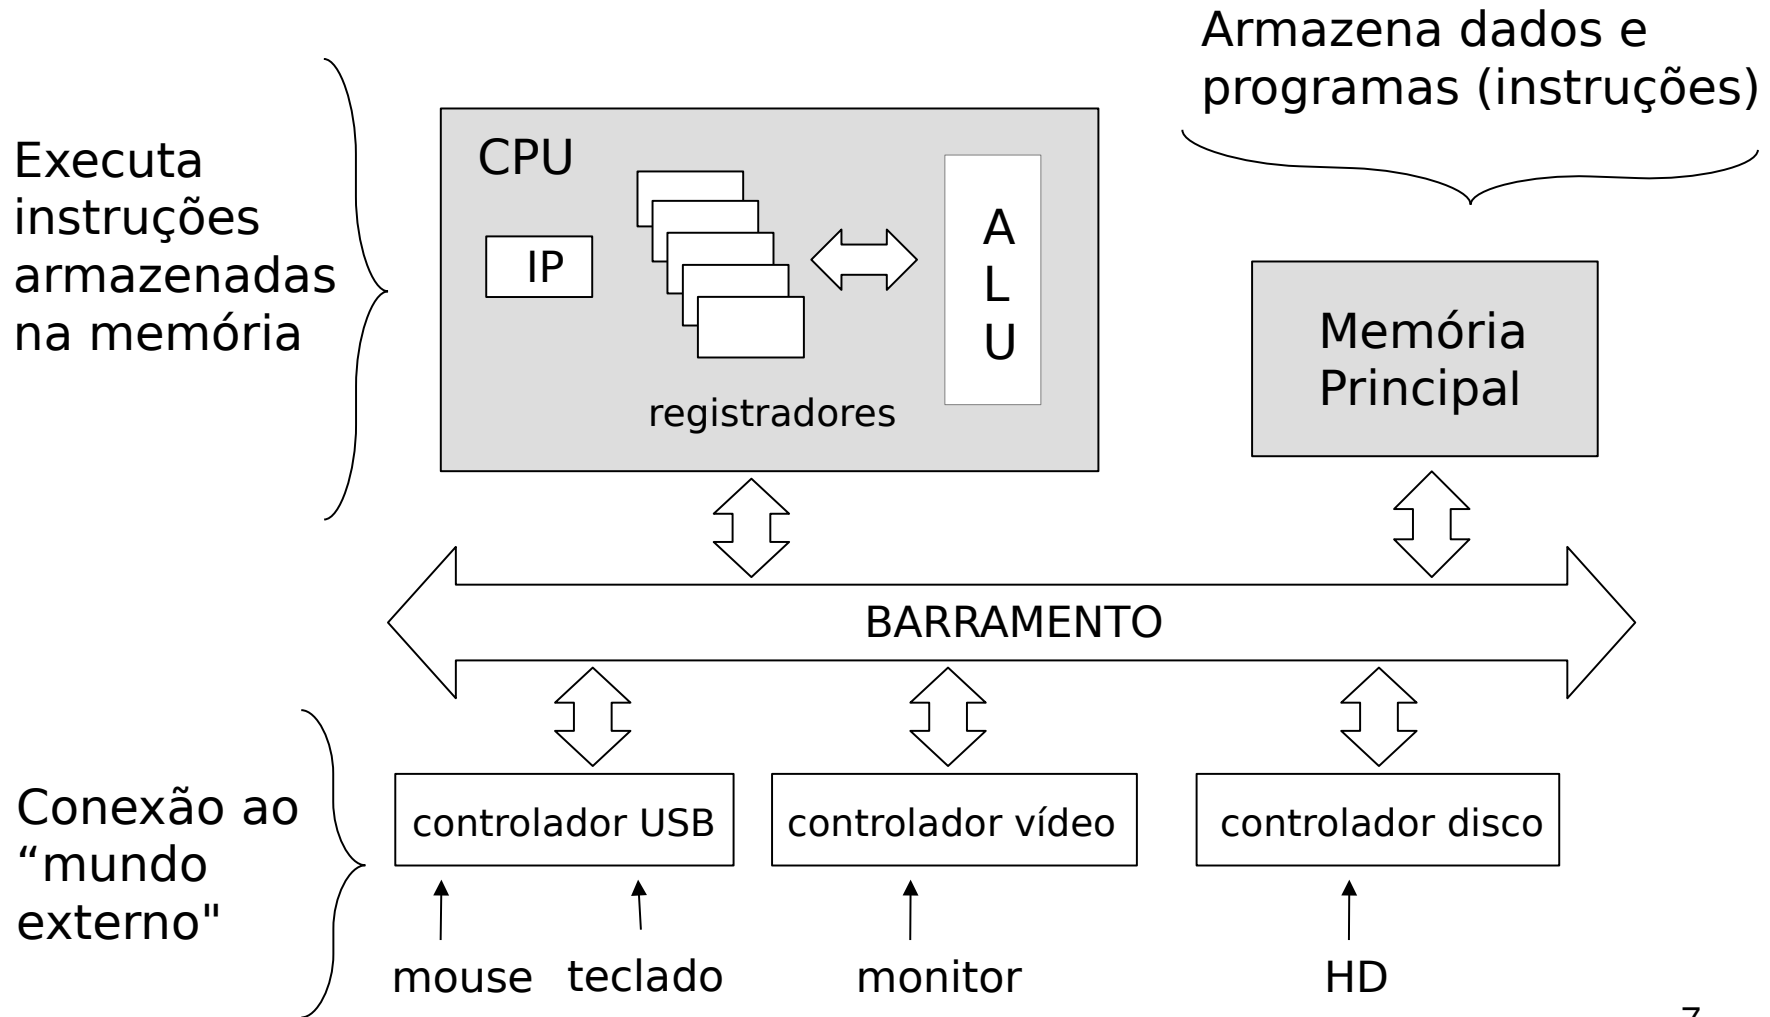 Armazena dados e
programas (instruções)
Executa
instruções
armazenadas
na memória
CPU
IP
registradores
A
L
U
Memória
Principal
BARRAMENTO
Conexão ao
“mundo
externo"
controlador USB
controlador vídeo
controlador disco
mouse
teclado
monitor
HD
7